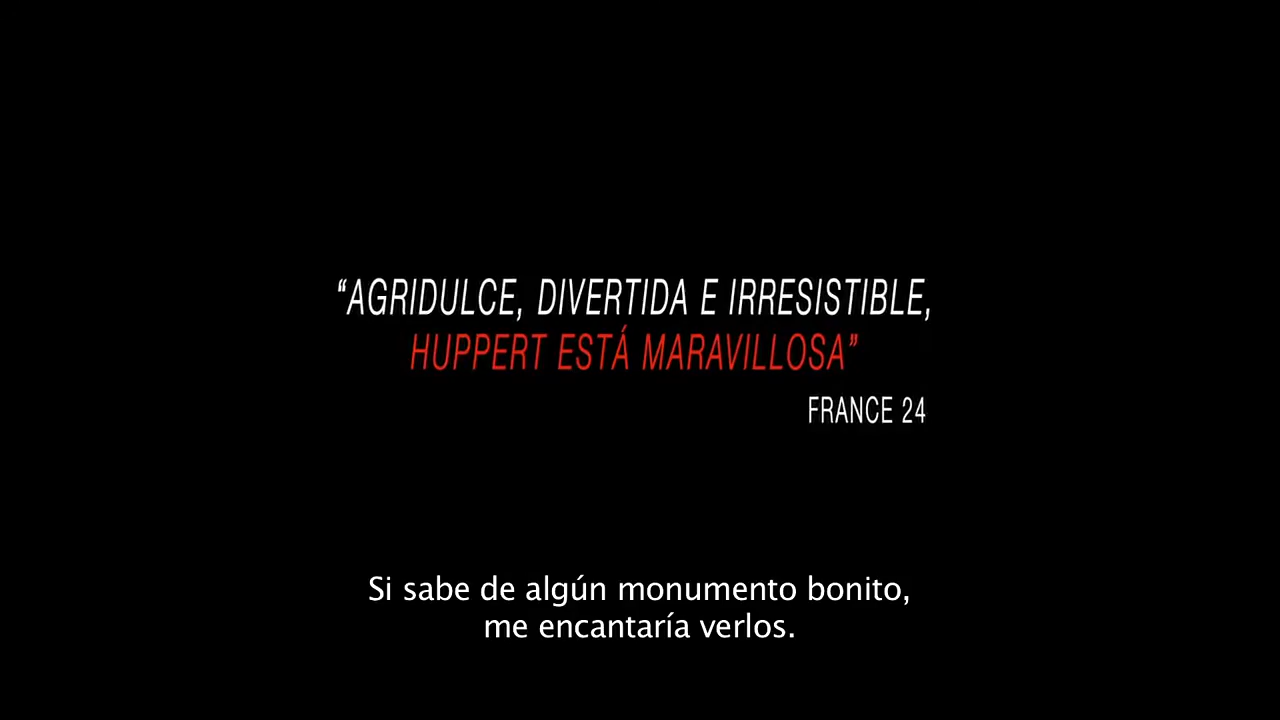 “AGRIDULCE, DIVERTIDA E IRRESISTIBLE,
HUPPERT ESTÁ MARAVILLOSA”
FRANCE 24
Si sabe de algún monumento bonito,
me encantaría verlos.